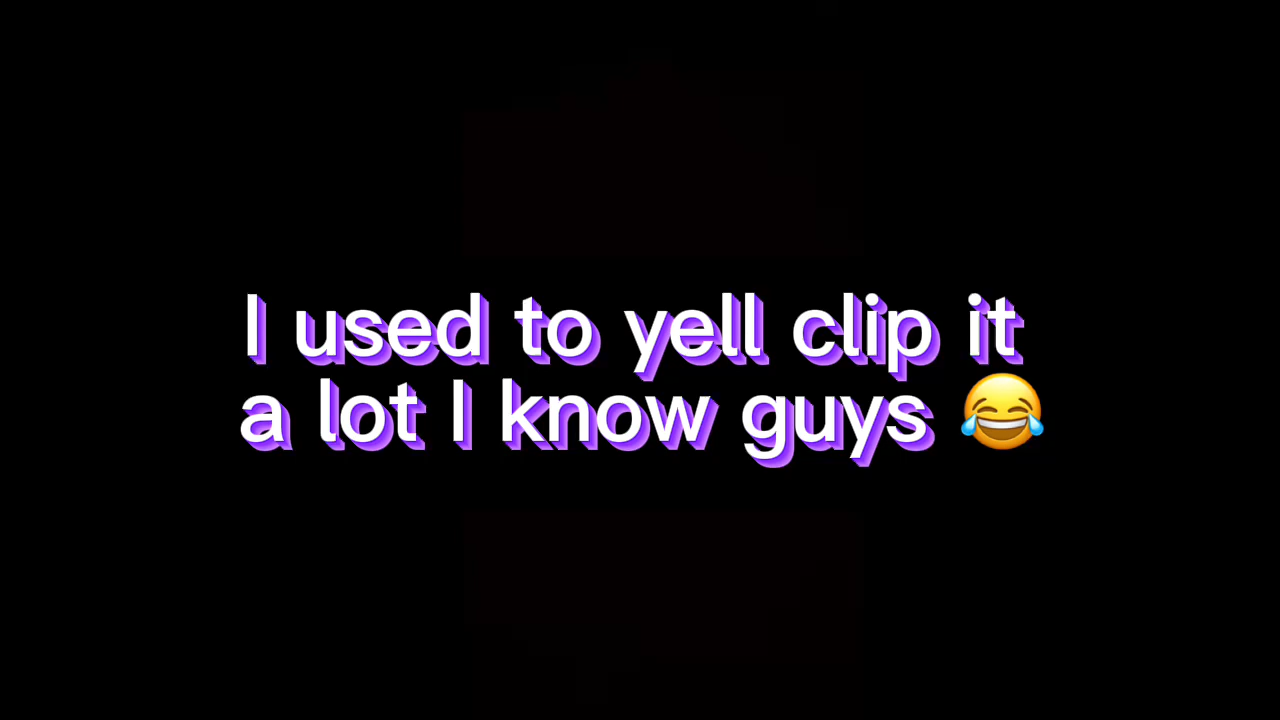 I used to yell clip it
a lot I know guys 😂